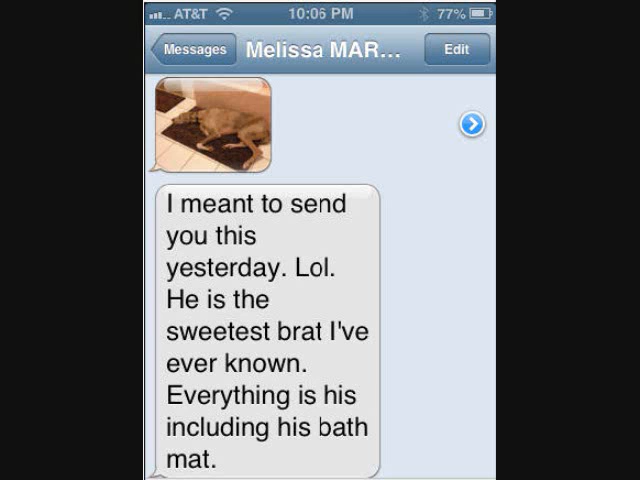 AT&T 10:06 PM 77%
Messages Melissa MAR... Edit
I meant to send
you this
yesterday. Lol.
He is the
sweetest brat I've
ever known.
Everything is his
including his bath
mat.